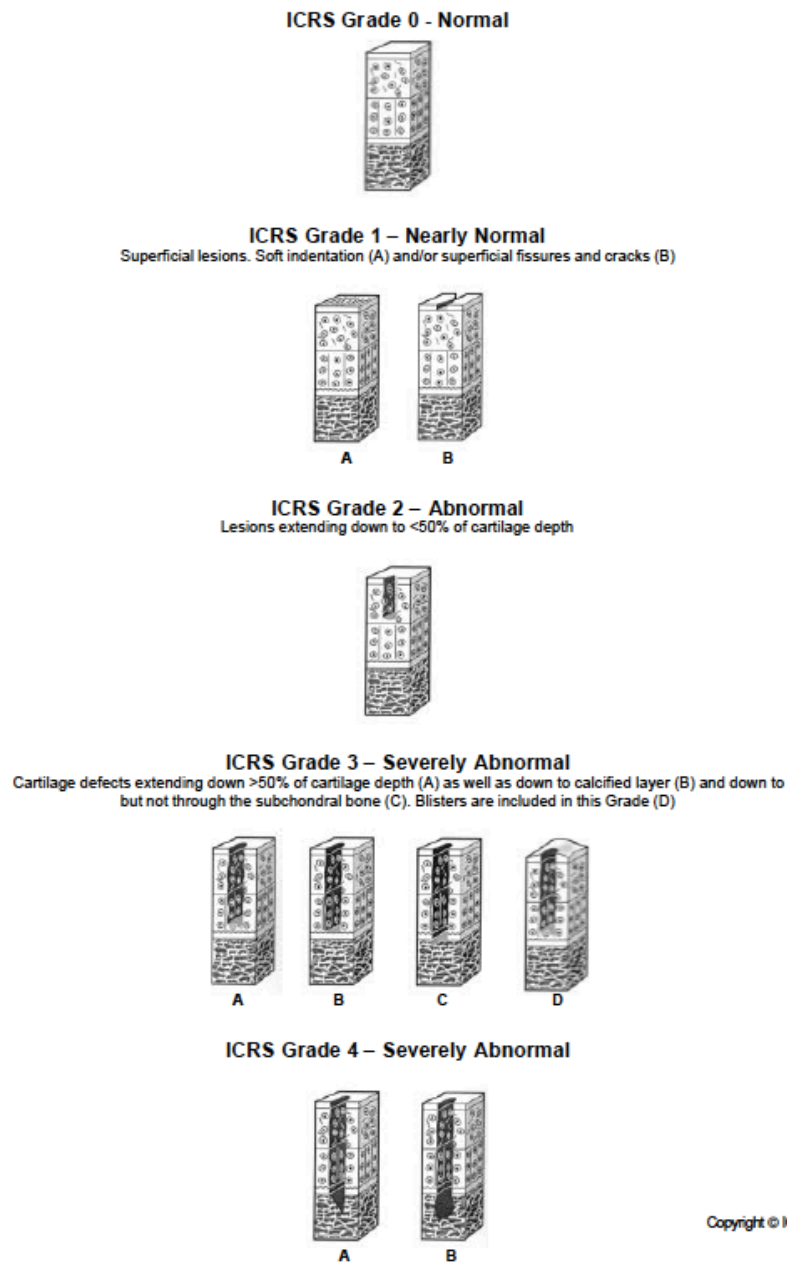 ICRS Grade 0 - Normal
ICRS Grade 1 – Nearly Normal
Superficial lesions. Soft indentation (A) and/or superficial fissures and cracks (B)
A B
ICRS Grade 2 – Abnormal
Lesions extending down to <50% of cartilage depth
ICRS Grade 3 – Severely Abnormal
Cartilage defects extending down >50% of cartilage depth (A) as well as down to calcified layer (B) and down to
but not through the subchondral bone (C). Blisters are included in this Grade (D)
A B C D
ICRS Grade 4 – Severely Abnormal
Copyright ©
A B